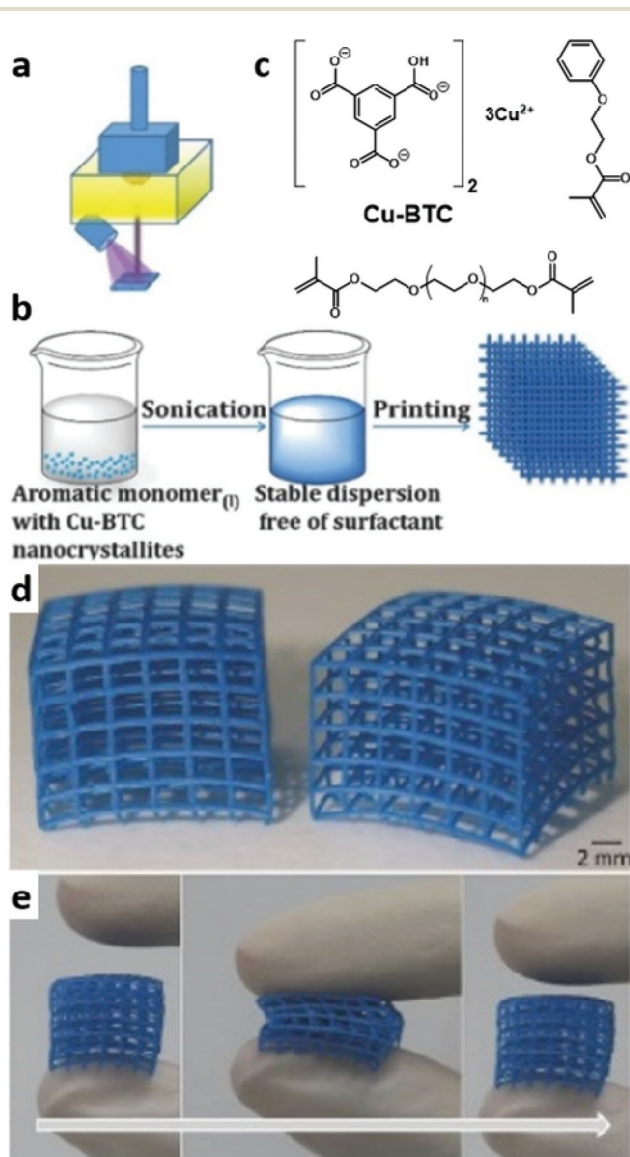 a
c
O⊖
O
OH
O⊖
O
O⊖
2
3Cu²⁺
Cu-BTC
O
O
O
O
O
O
O
n
O
O
b
Sonication
Printing
Aromatic monomer(l)
with Cu-BTC
nanocrystallites
Stable dispersion
free of surfactant
d
2 mm
e